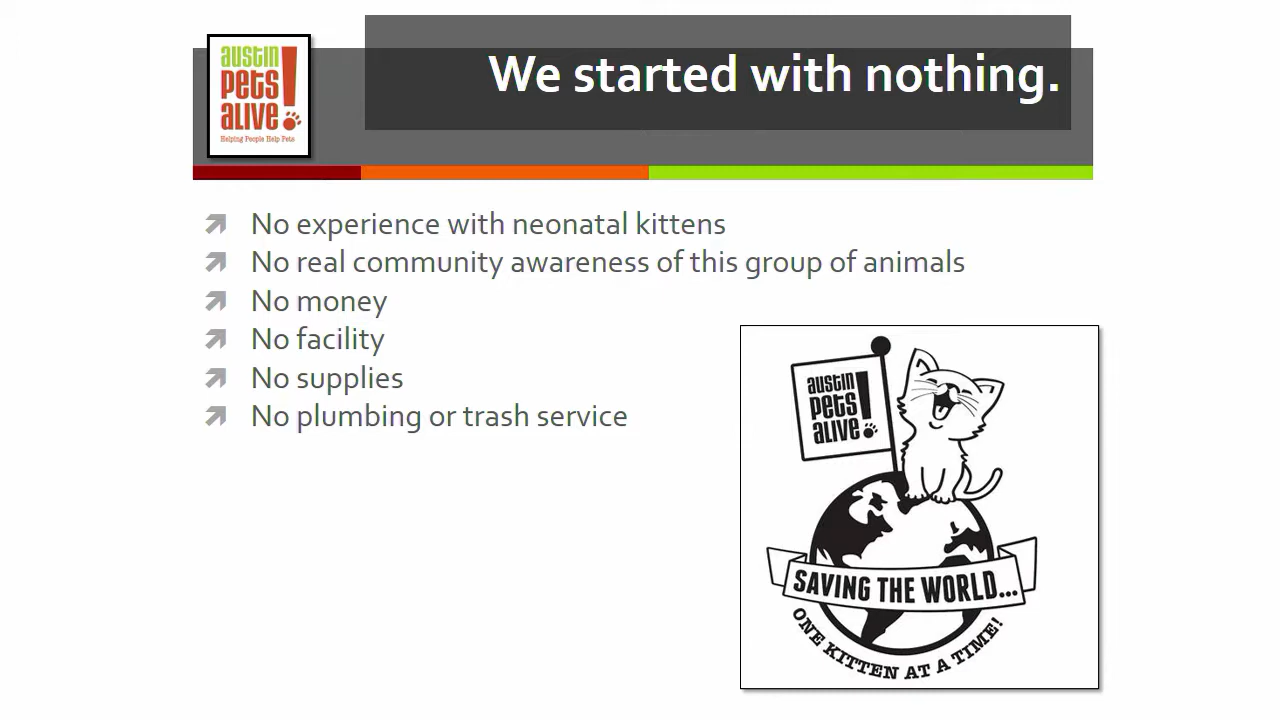 austin
pets
alive!
Helping People Help Pets
We started with nothing.
No experience with neonatal kittens
No real community awareness of this group of animals
No money
No facility
No supplies
No plumbing or trash service
austin
pets
alive!
SAVING THE WORLD...
ONE KITTEN AT A TIME!